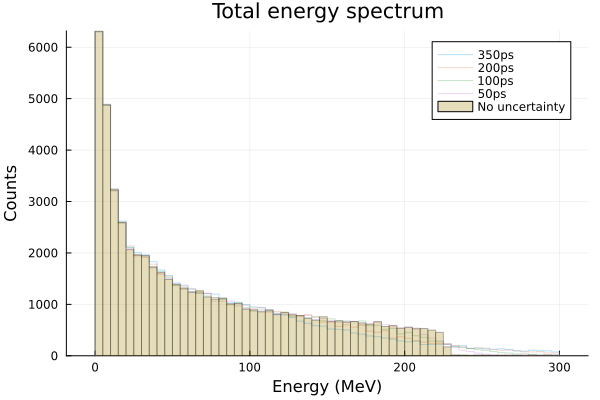 Total energy spectrum
6000
5000
4000
3000
2000
1000
0
Counts
350ps
200ps
100ps
50ps
No uncertainty
0
100
200
300
Energy (MeV)